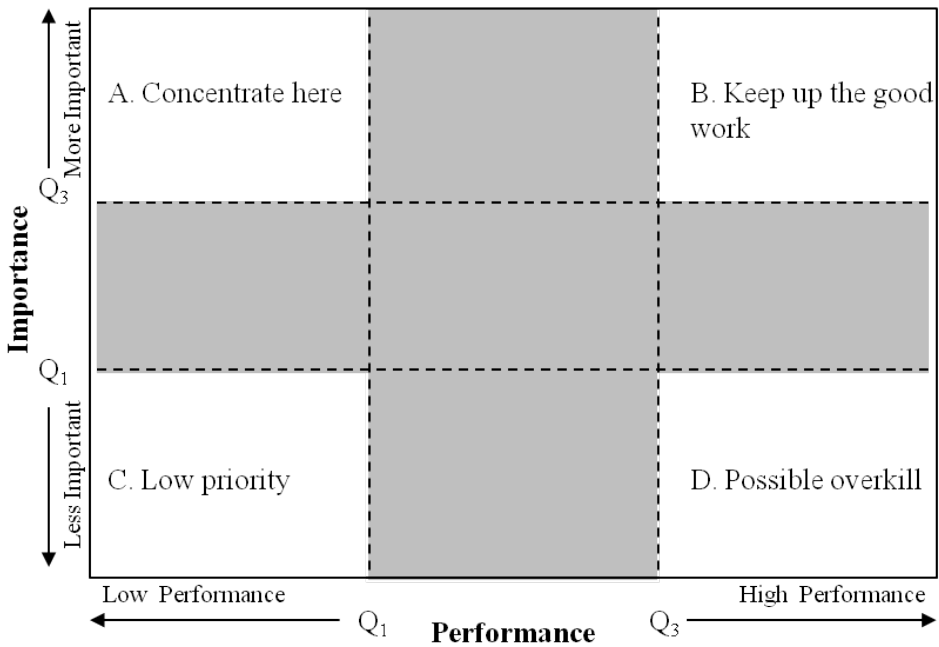 More Important
A. Concentrate here
B. Keep up the good
work
Q₃
Importance
Q₁
Less Important
C. Low priority
D. Possible overkill
Low Performance
High Performance
Q₁
Performance
Q₃